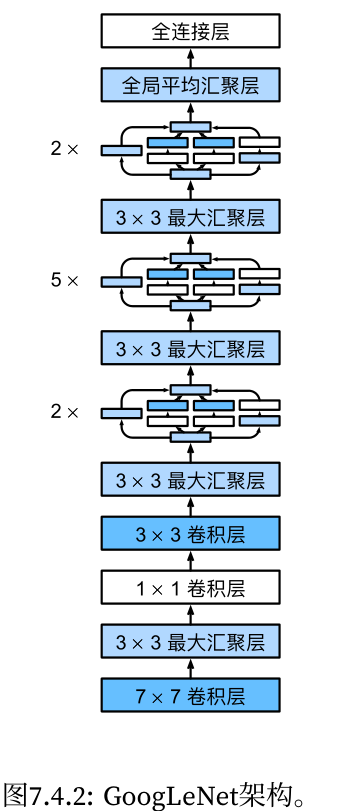 全连接层
全局平均汇聚层
2 ×
3 × 3 最大汇聚层
5 ×
3 × 3 最大汇聚层
2 ×
3 × 3 最大汇聚层
3 × 3 卷积层
1 × 1 卷积层
3 × 3 最大汇聚层
7 × 7 卷积层
图7.4.2: GoogLeNet架构。